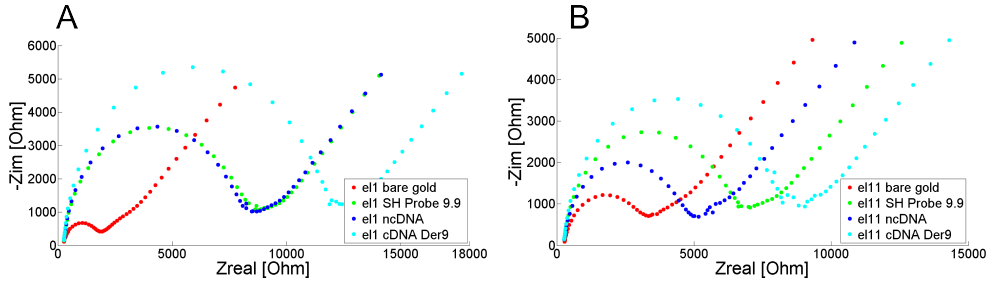 A
6000
5000
4000
3000
2000
1000
0
-Zim [Ohm]
0 5000 10000 15000 18000
Zreal [Ohm]
el1 bare gold
el1 SH Probe 9.9
el1 ncDNA
el1 cDNA Der9
B
5000
4000
3000
2000
1000
0
-Zim [Ohm]
0 5000 10000 15000
Zreal [Ohm]
el11 bare gold
el11 SH Probe 9.9
el11 ncDNA
el11 cDNA Der9